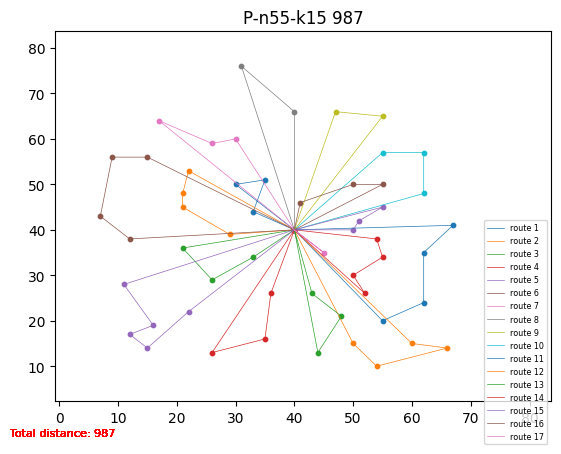 P-n55-k15 987
80
70
60
50
40
30
20
10
0
10
20
30
40
50
60
70
80
route 1
route 2
route 3
route 4
route 5
route 6
route 7
route 8
route 9
route 10
route 11
route 12
route 13
route 14
route 15
route 16
route 17
Total distance: 987